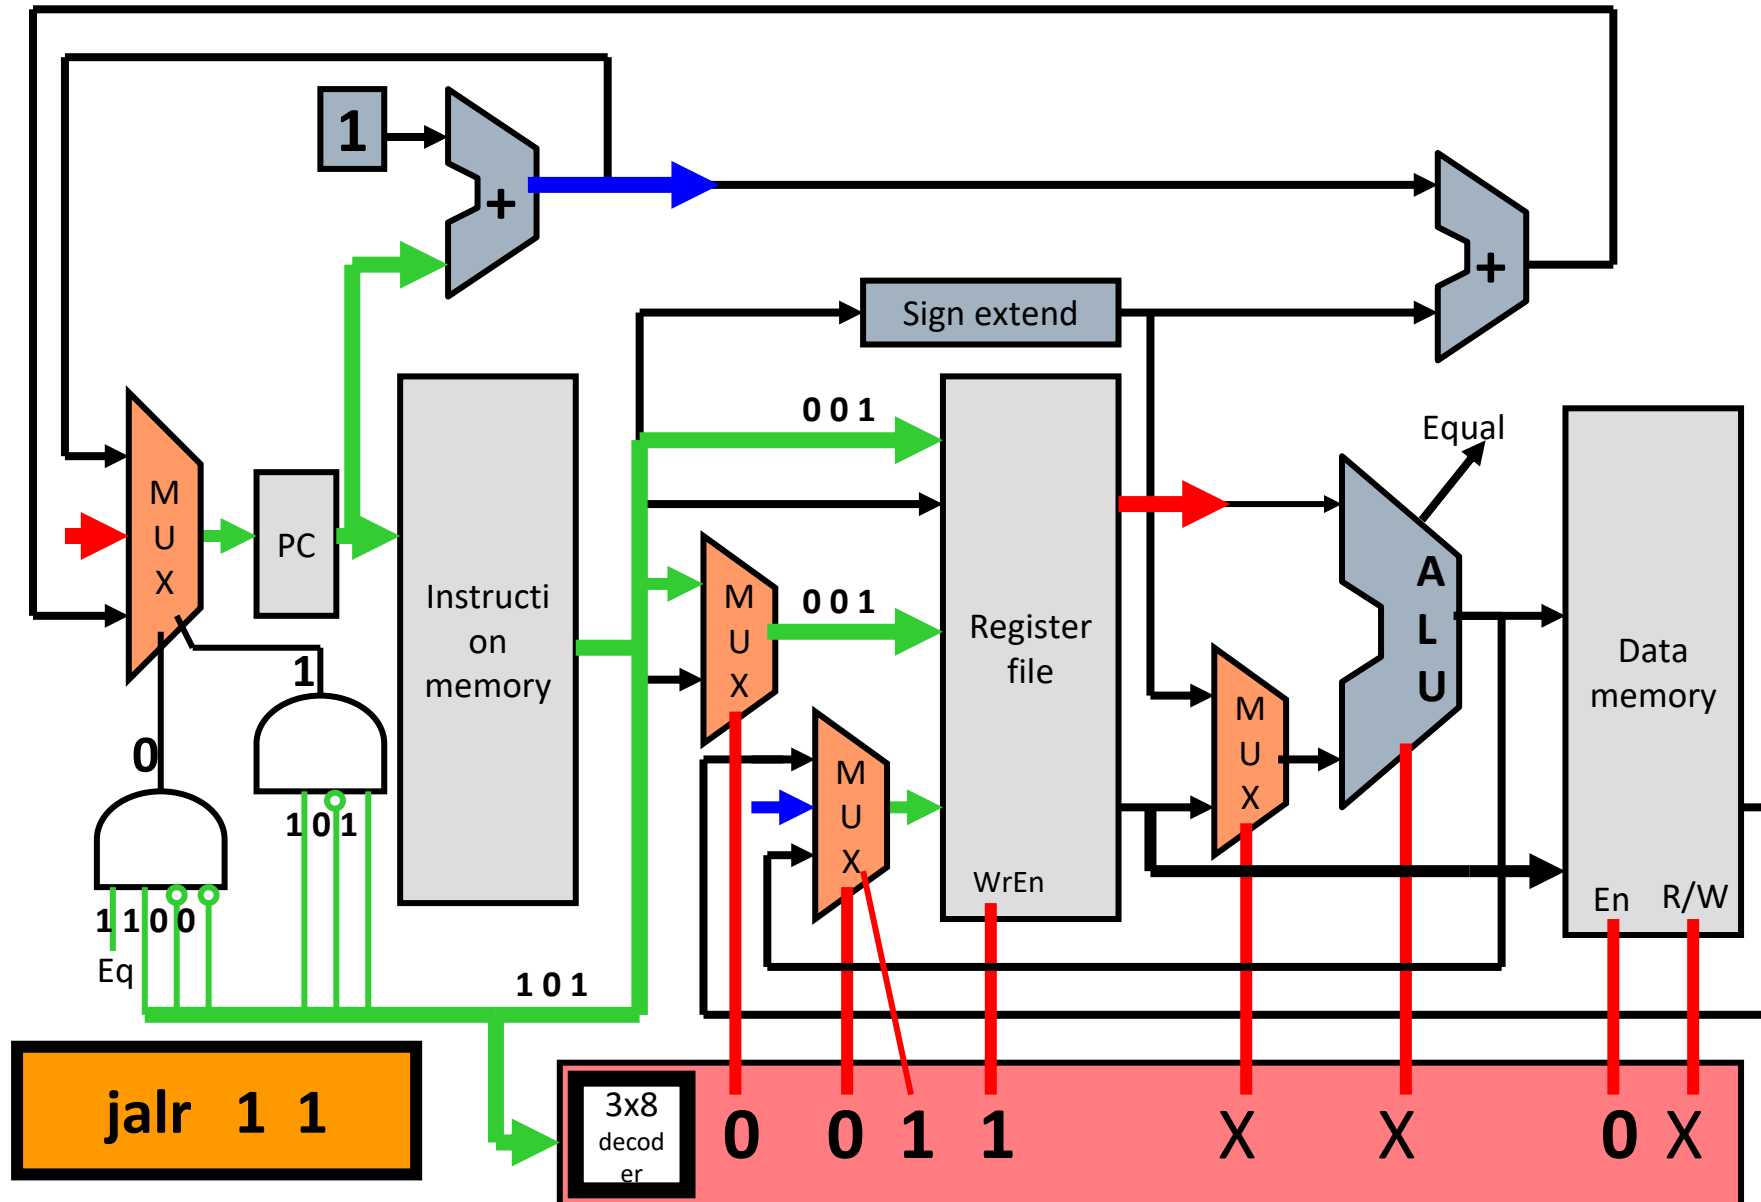 1
+
+
Sign extend
0 0 1
Equal
M
U
X
PC
Instructi
on
memory
M
U
X
0 0 1
Register
file
A
L
U
Data
memory
1
M
U
X
0
M
U
X
1 0 1
WrEn
En
R/W
1 1 0 0
Eq
1 0 1
jalr 1 1
3x8
decod
er
0
0 1
1
X
X
0 X